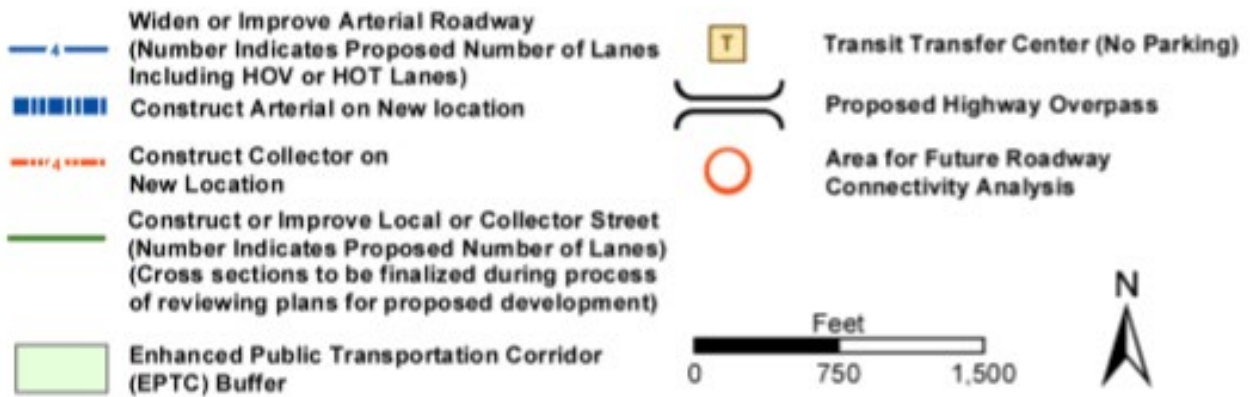 4
Widen or Improve Arterial Roadway
(Number Indicates Proposed Number of Lanes
Including HOV or HOT Lanes)
Construct Arterial on New location
4
Construct Collector on
New Location
Construct or Improve Local or Collector Street
(Number Indicates Proposed Number of Lanes)
(Cross sections to be finalized during process
of reviewing plans for proposed development)
Enhanced Public Transportation Corridor
(EPTC) Buffer
T
Transit Transfer Center (No Parking)
Proposed Highway Overpass
Area for Future Roadway
Connectivity Analysis
Feet
0 750 1,500
N